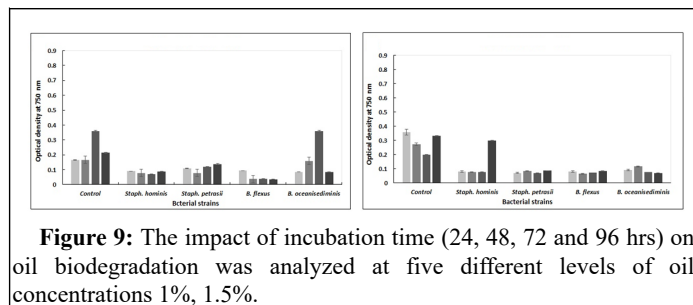 0.9
0.8
0.7
0.6
0.5
0.4
0.3
0.2
0.1
0
Optical density at 750 nm
Control Staph. hominis Staph. petrasii B. flexus B. oceanisediminis
Bcterial strains
0.9
0.8
0.7
0.6
0.5
0.4
0.3
0.2
0.1
0
Optical density at 750 nm
Control Staph. hominis Staph. petrasii B. flexus B. oceanisediminis
Bacterial strains
Figure 9: The impact of incubation time (24, 48, 72 and 96 hrs) on
oil biodegradation was analyzed at five different levels of oil
concentrations 1%, 1.5%.